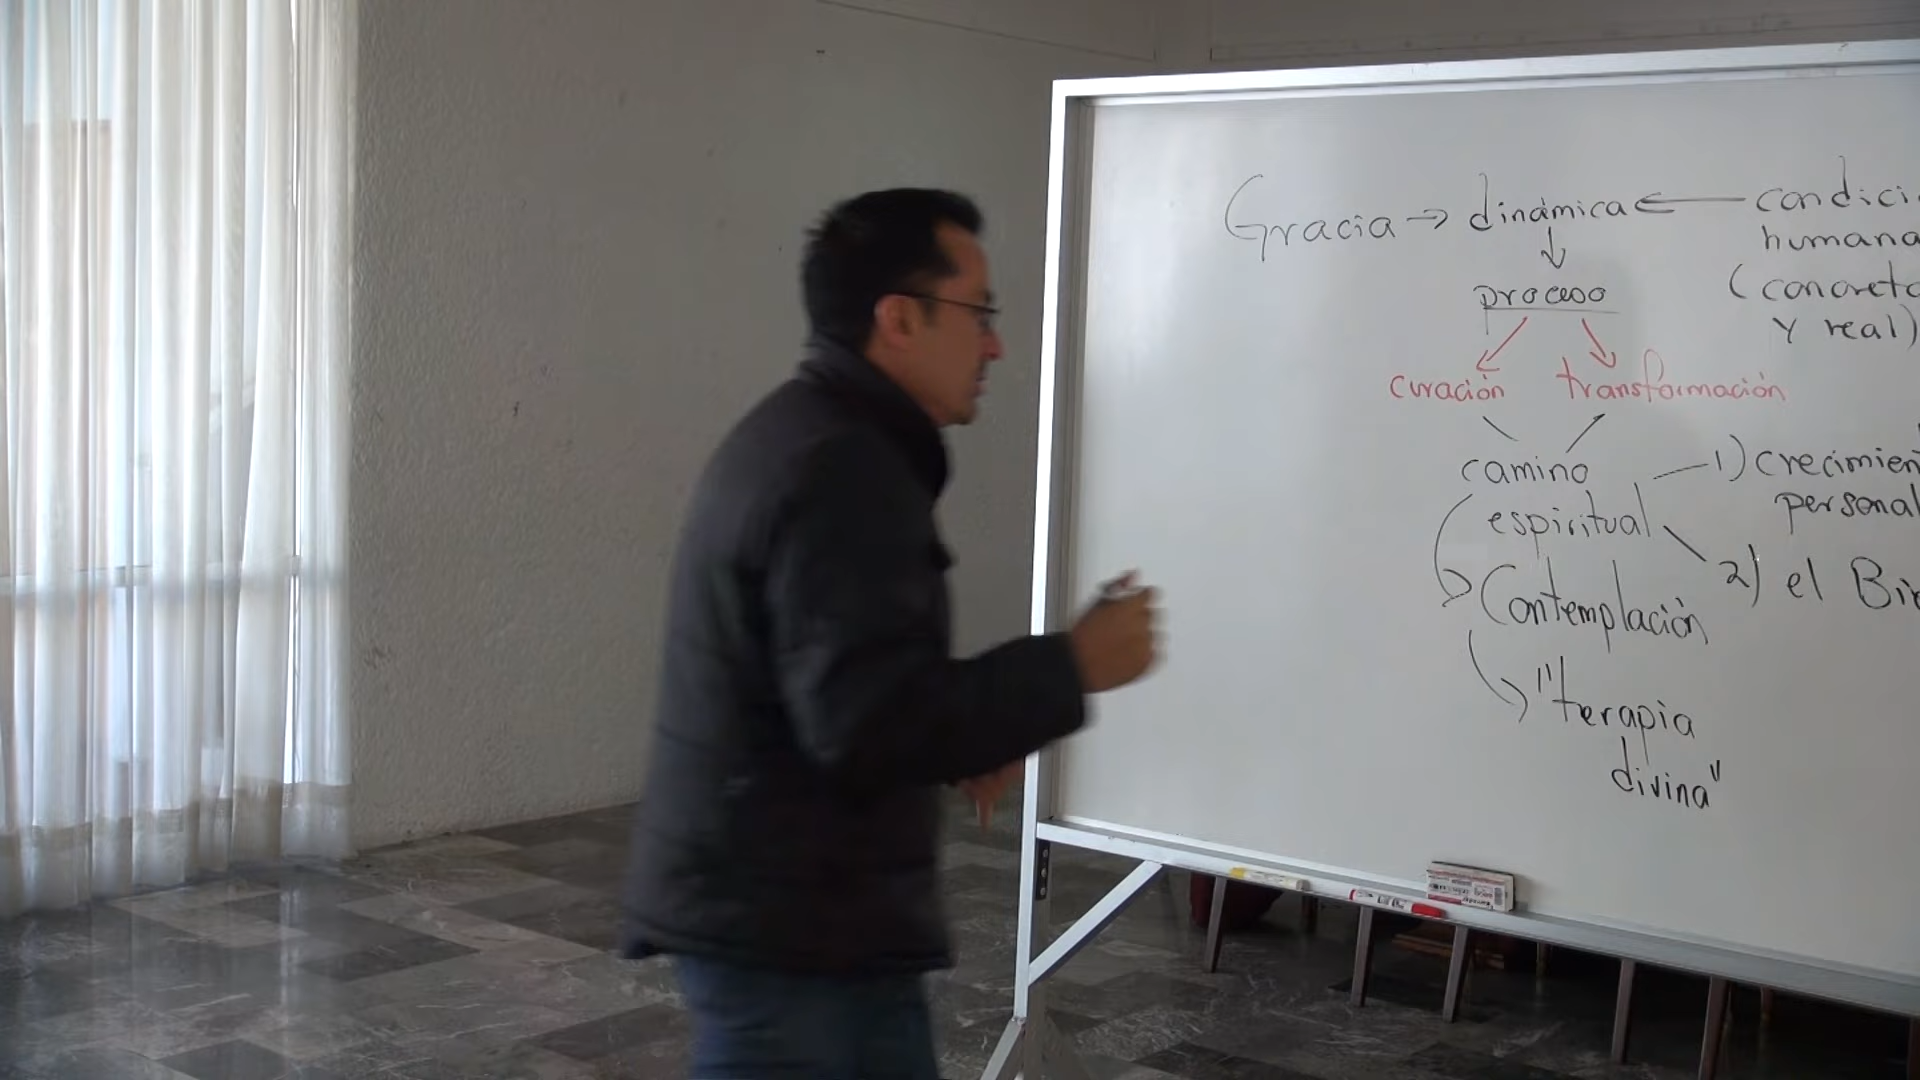 Gracia → dinámica ← condici
humana
(concreta
y real)
proceso
curación transformación
camino
espiritual
1) crecimien
personal
2) el Bie
Contemplación
"terapia
divina"